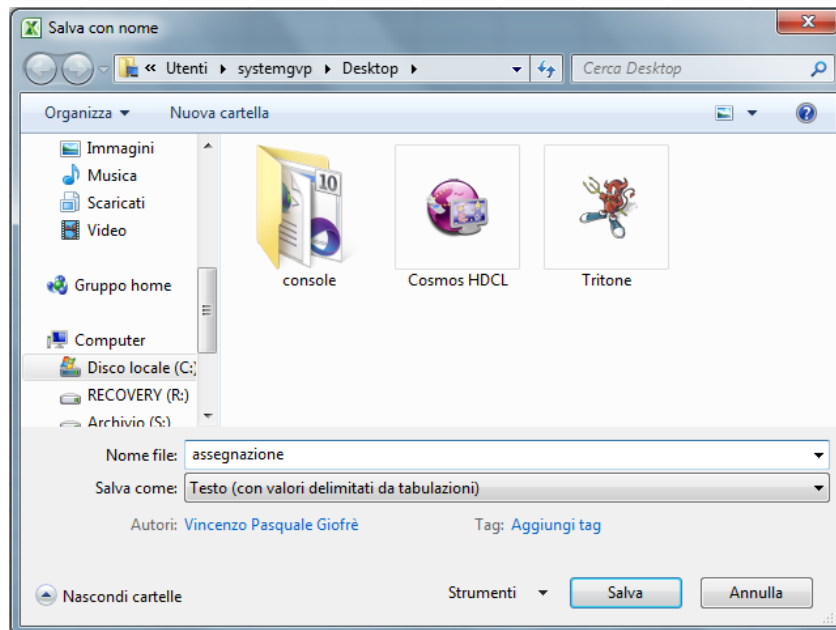 Salva con nome
« Utenti ▸ systemgvp ▸ Desktop ▸
Cerca Desktop
Organizza Nuova cartella
Immagini
Musica
Scaricati
Video
Gruppo home
Computer
Disco locale (C:)
RECOVERY (R:)
Archivio (S:)
10
console
Cosmos HDCL
Tritone
Nome file: assegnazione
Salva come: Testo (con valori delimitati da tabulazioni)
Autori: Vincenzo Pasquale Giofrè Tag: Aggiungi tag
Nascondi cartelle Strumenti Salva Annulla